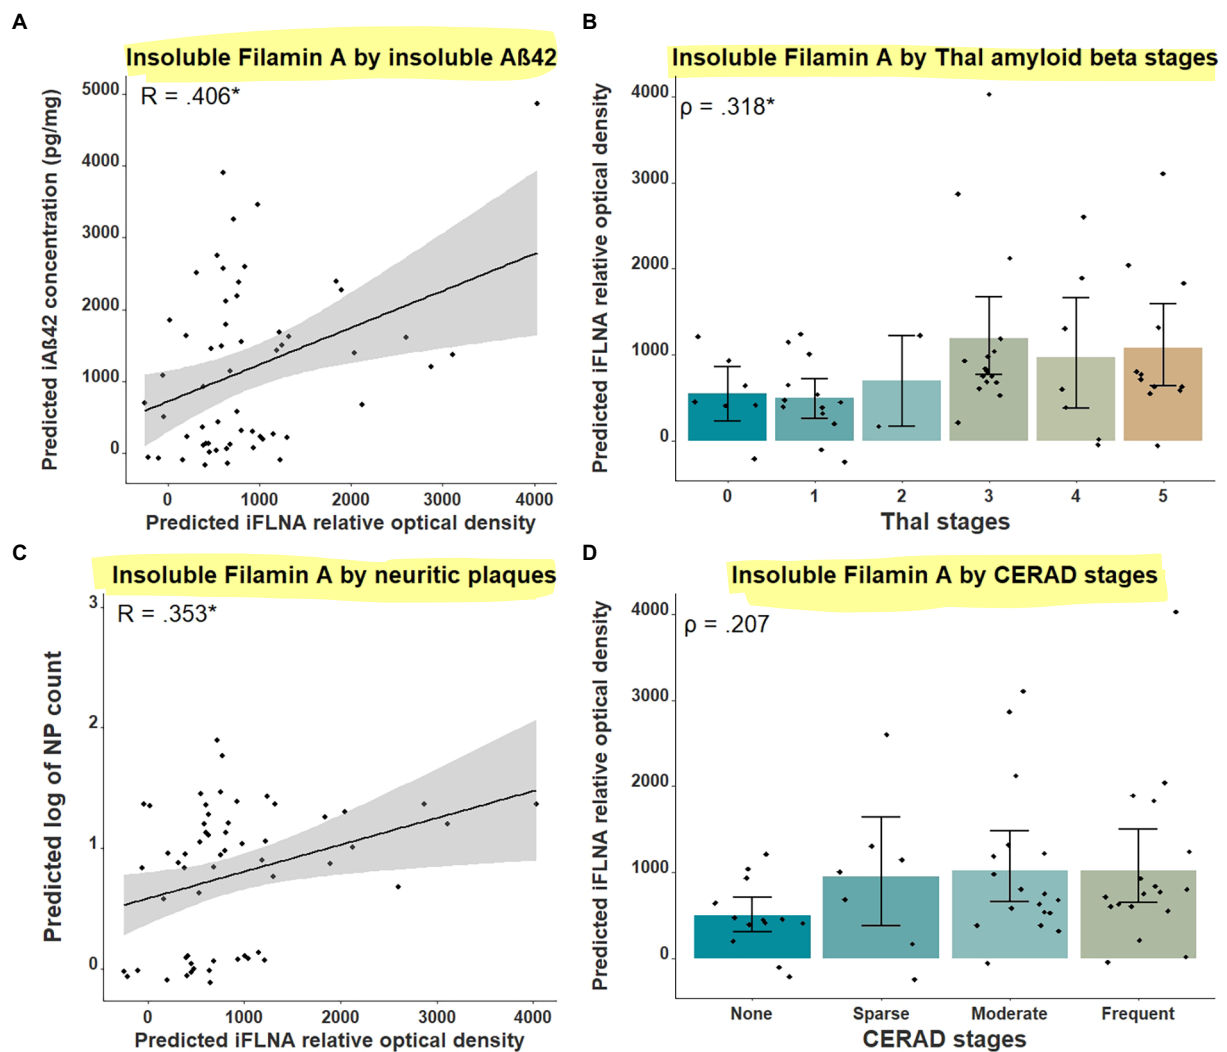 A
Insoluble Filamin A by insoluble Aß42
R = .406*
Predicted iAß42 concentration (pg/mg)
5000
4000
3000
2000
1000
0
0 1000 2000 3000 4000
Predicted iFLNA relative optical density
B
Insoluble Filamin A by Thal amyloid beta stages
ρ = .318*
Predicted iFLNA relative optical density
4000
3000
2000
1000
0
0 1 2 3 4 5
Thal stages
C
Insoluble Filamin A by neuritic plaques
R = .353*
Predicted log of NP count
3
2
1
0
0 1000 2000 3000 4000
Predicted iFLNA relative optical density
D
Insoluble Filamin A by CERAD stages
ρ = .207
Predicted iFLNA relative optical density
4000
3000
2000
1000
0
None Sparse Moderate Frequent
CERAD stages